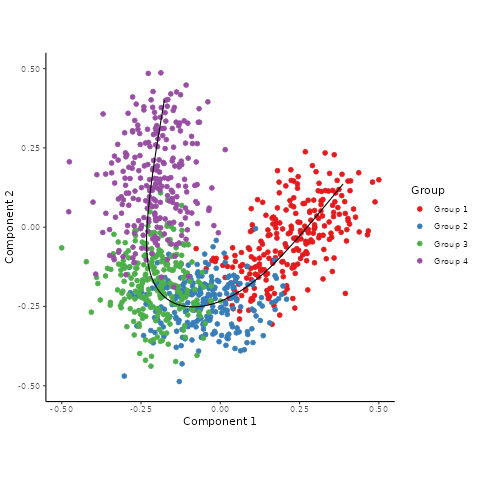 0.50
0.25
0.00
-0.25
-0.50
Component 2
-0.50
-0.25
0.00
0.25
0.50
Component 1
Group
Group 1
Group 2
Group 3
Group 4